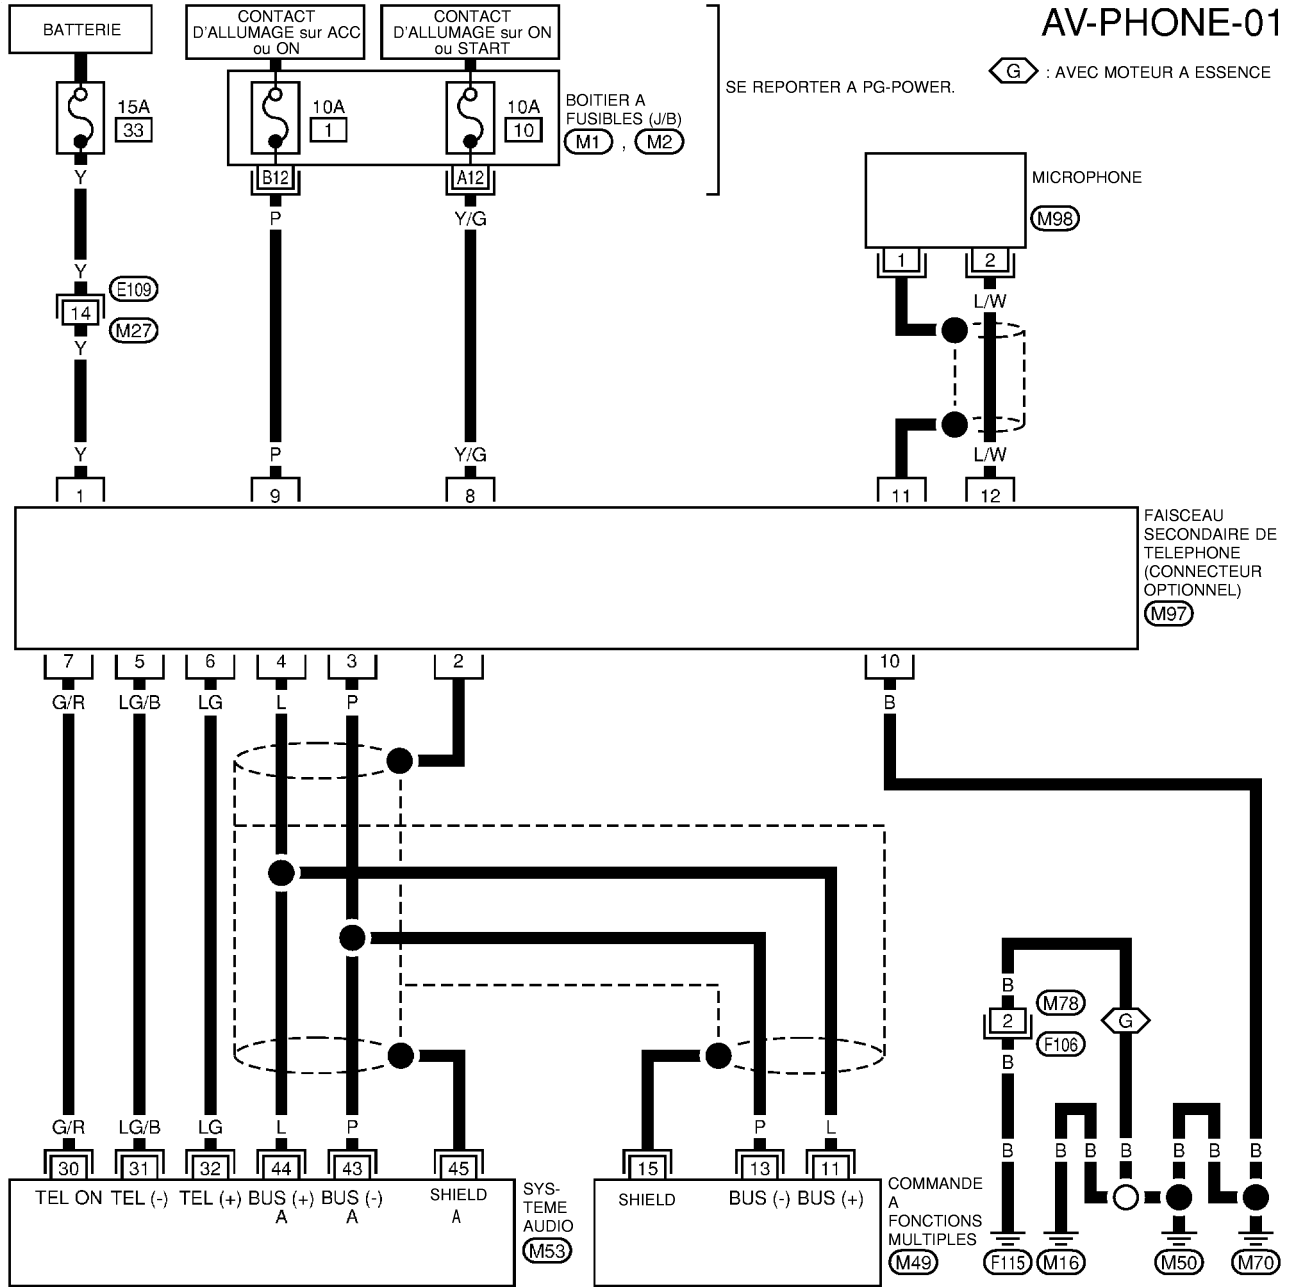 AV-PHONE-01
BATTERIE
CONTACT
D'ALLUMAGE sur ACC
ou ON
CONTACT
D'ALLUMAGE sur ON
ou START
G : AVEC MOTEUR A ESSENCE
SE REPORTER A PG-POWER.
15A
33
10A
1
10A
10
BOITIER A
FUSIBLES (J/B)
M1 , M2
B12
A12
Y
P
Y/G
MICROPHONE
M98
1
2
L/W
Y
E109
14
M27
Y
Y
P
Y/G
L/W
1
9
8
11
12
FAISCEAU
SECONDAIRE DE
TELEPHONE
(CONNECTEUR
OPTIONNEL)
M97
7
5
6
4
3
2
10
G/R
LG/B
LG
L
P
B
B
M78
2
G
F106
B
G/R
LG/B
LG
L
P
P
L
B
B
B
B
B
B
B
30
31
32
44
43
45
15
13
11
TEL ON
TEL (-)
TEL (+)
BUS (+)
A
BUS (-)
A
SHIELD
A
SYS-
TEME
AUDIO
M53
SHIELD
BUS (-)
BUS (+)
COMMANDE
A
FONCTIONS
MULTIPLES
M49
F115
M16
M50
M70